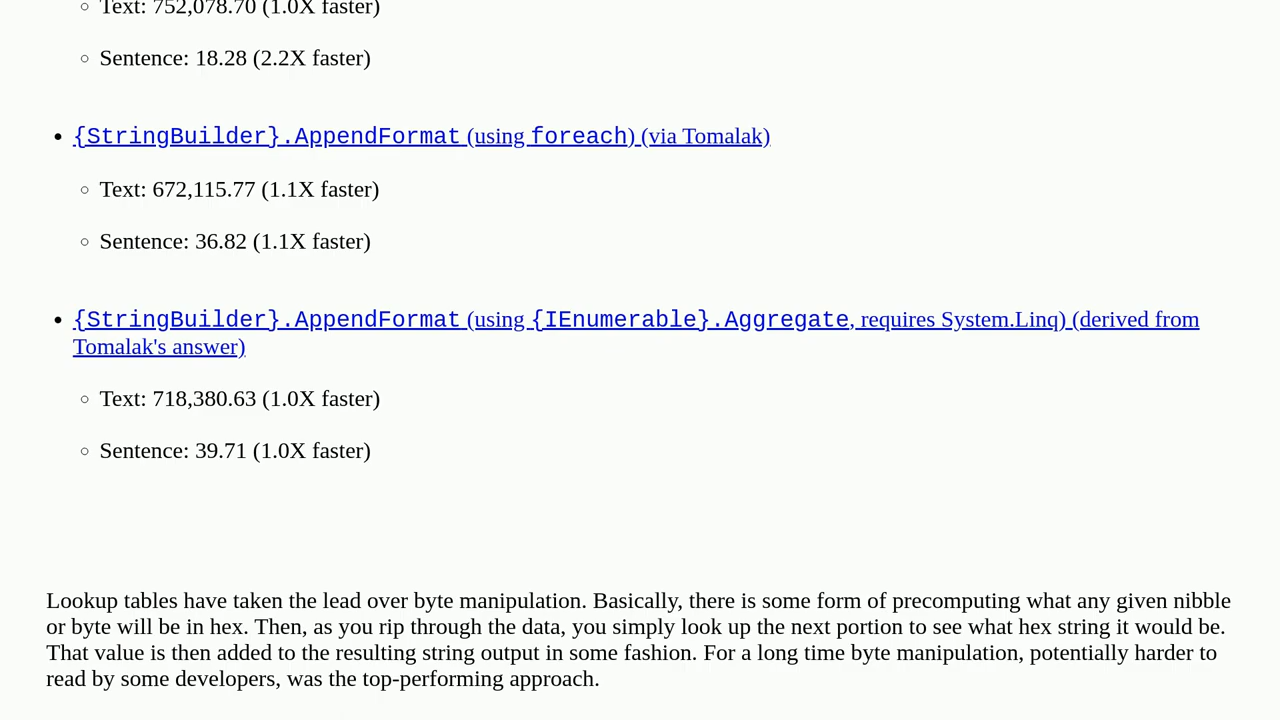 Text: 752,078.70 (1.0X faster)
Sentence: 18.28 (2.2X faster)
{StringBuilder}.AppendFormat (using foreach) (via Tomalak)
Text: 672,115.77 (1.1X faster)
Sentence: 36.82 (1.1X faster)
{StringBuilder}.AppendFormat (using {IEnumerable}.Aggregate, requires System.Linq) (derived from
Tomalak's answer)
Text: 718,380.63 (1.0X faster)
Sentence: 39.71 (1.0X faster)
Lookup tables have taken the lead over byte manipulation. Basically, there is some form of precomputing what any given nibble
or byte will be in hex. Then, as you rip through the data, you simply look up the next portion to see what hex string it would be.
That value is then added to the resulting string output in some fashion. For a long time byte manipulation, potentially harder to
read by some developers, was the top-performing approach.